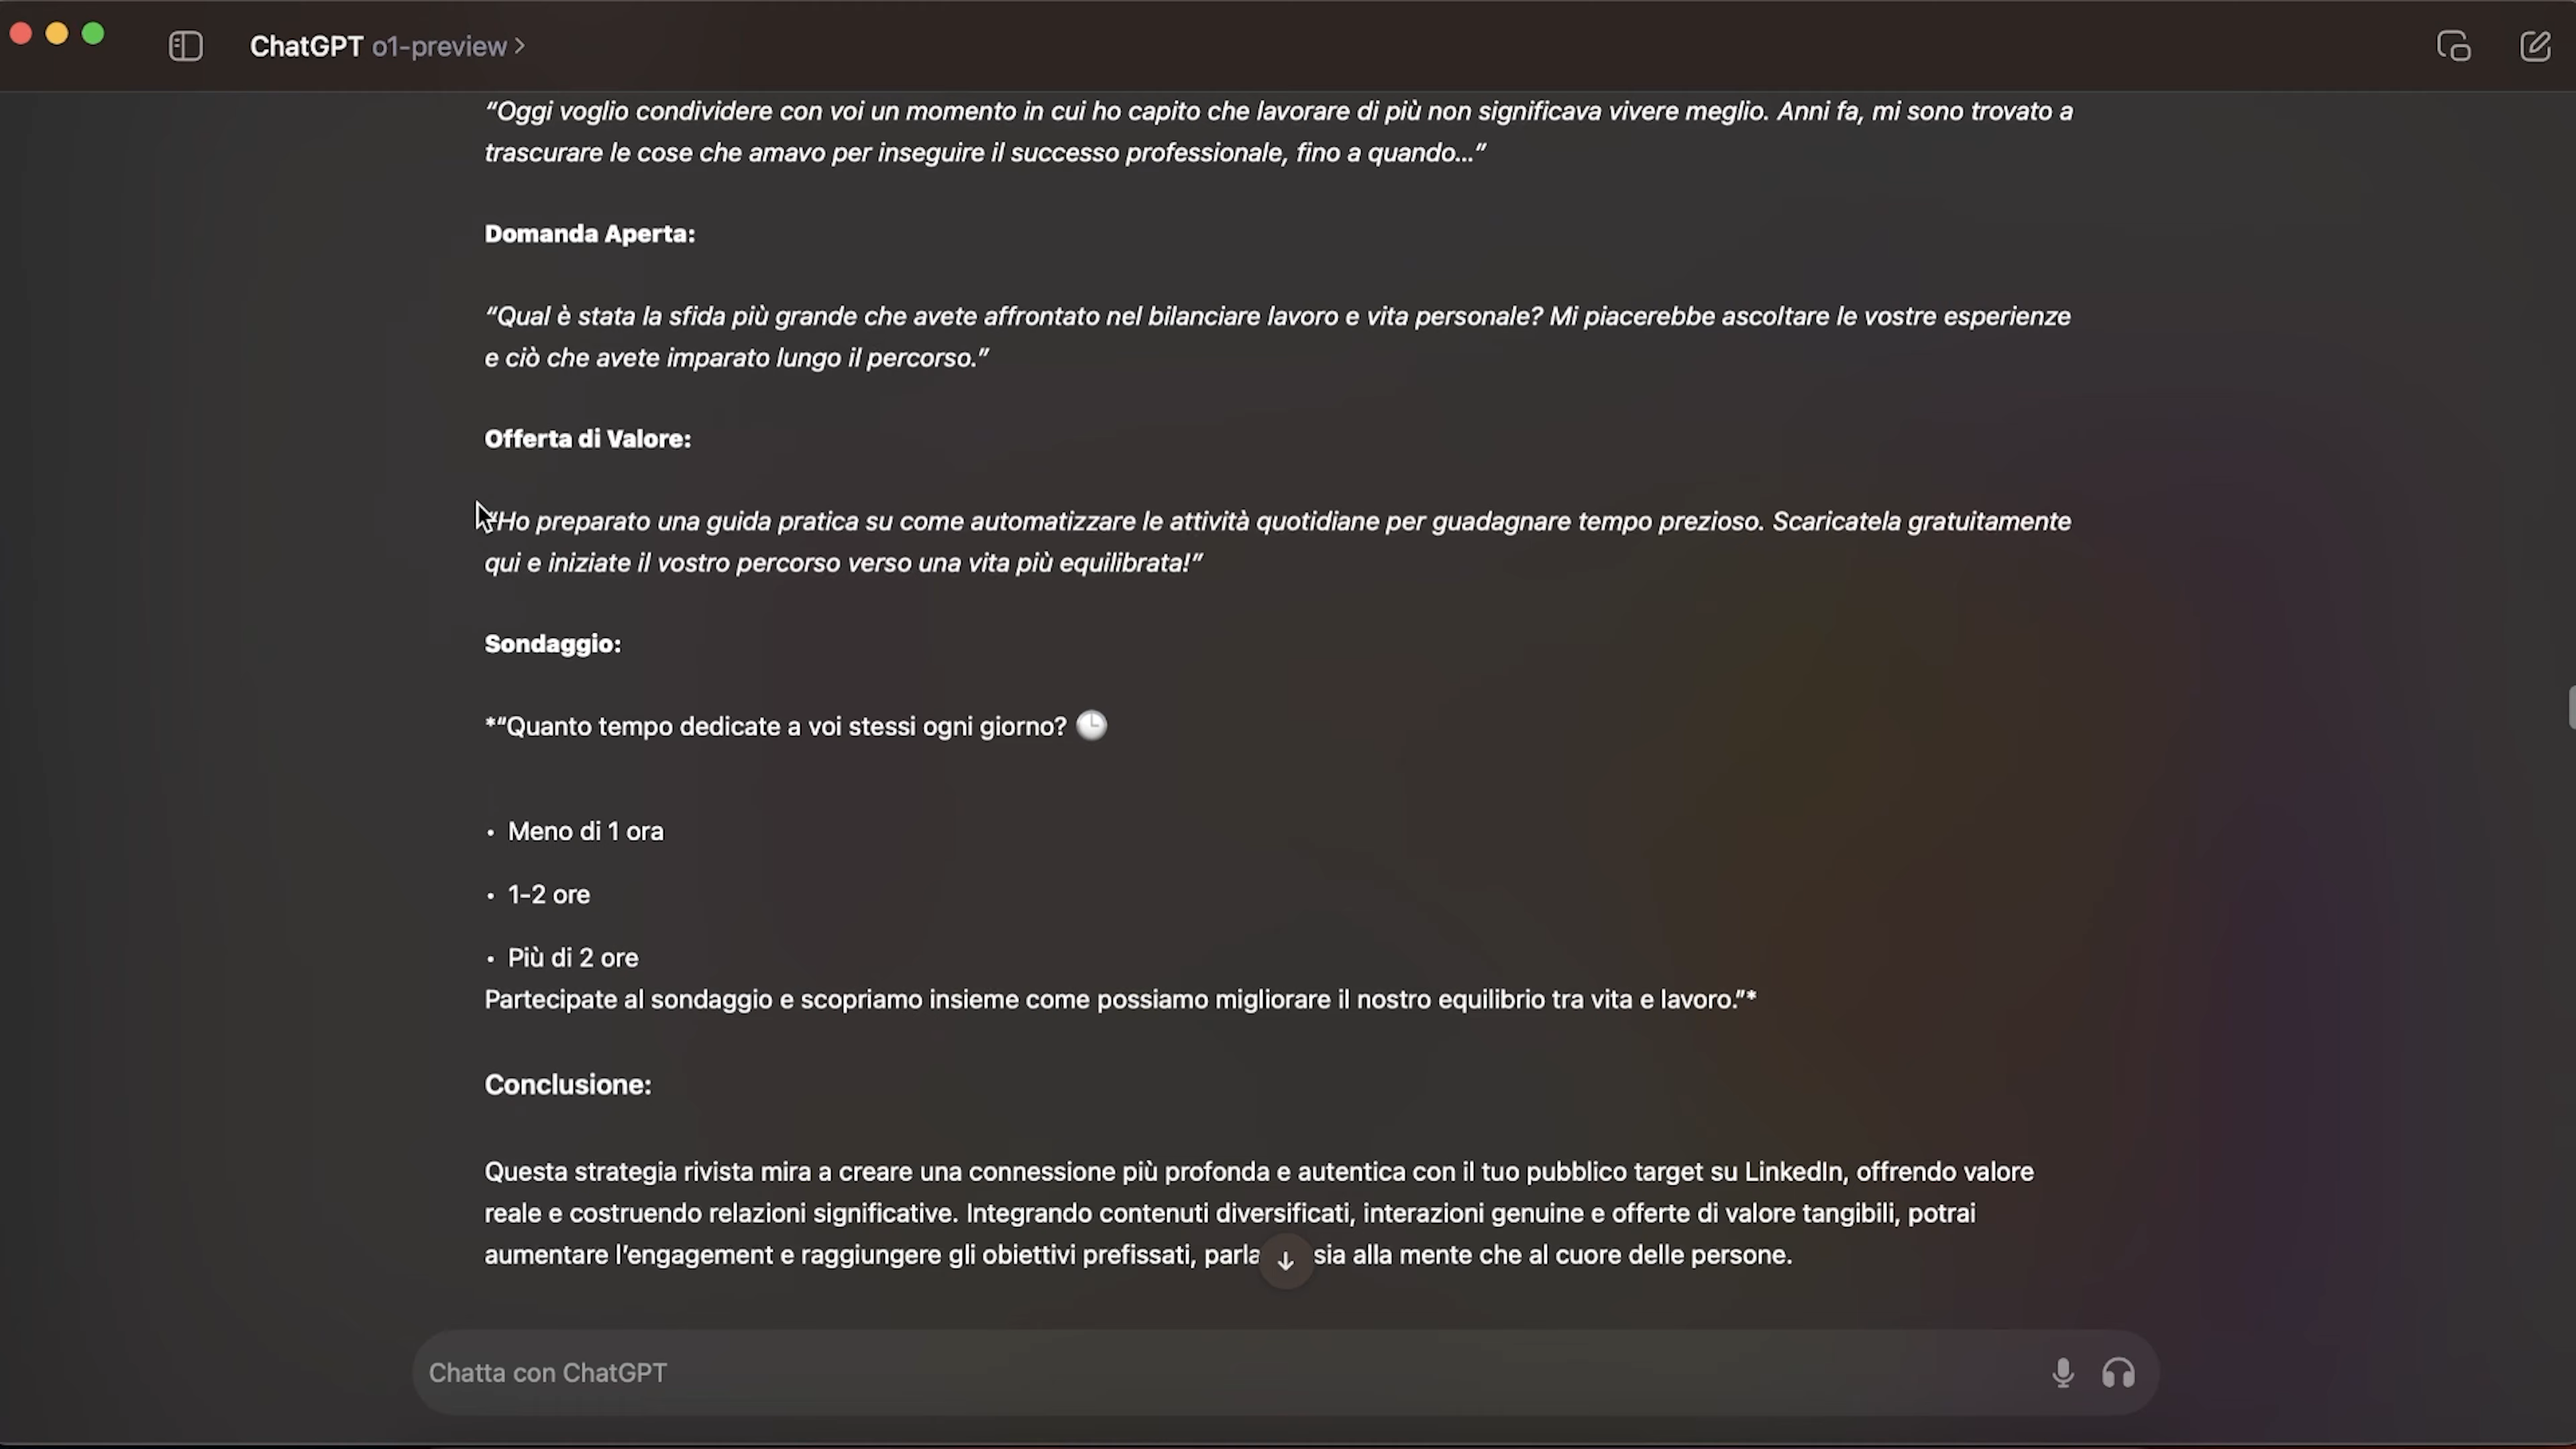 ChatGPT o1-preview >
“Oggi voglio condividere con voi un momento in cui ho capito che lavorare di più non significava vivere meglio. Anni fa, mi sono trovato a
trascurare le cose che amavo per inseguire il successo professionale, fino a quando…”
Domanda Aperta:
“Qual è stata la sfida più grande che avete affrontato nel bilanciare lavoro e vita personale? Mi piacerebbe ascoltare le vostre esperienze
e ciò che avete imparato lungo il percorso.”
Offerta di Valore:
“Ho preparato una guida pratica su come automatizzare le attività quotidiane per guadagnare tempo prezioso. Scaricatela gratuitamente
qui e iniziate il vostro percorso verso una vita più equilibrata!”
Sondaggio:
*“Quanto tempo dedicate a voi stessi ogni giorno? 🕒
• Meno di 1 ora
• 1-2 ore
• Più di 2 ore
Partecipate al sondaggio e scopriamo insieme come possiamo migliorare il nostro equilibrio tra vita e lavoro.”*
Conclusione:
Questa strategia rivista mira a creare una connessione più profonda e autentica con il tuo pubblico target su LinkedIn, offrendo valore
reale e costruendo relazioni significative. Integrando contenuti diversificati, interazioni genuine e offerte di valore tangibili, potrai
aumentare l’engagement e raggiungere gli obiettivi prefissati, sia alla mente che al cuore delle persone.
Chatta con ChatGPT